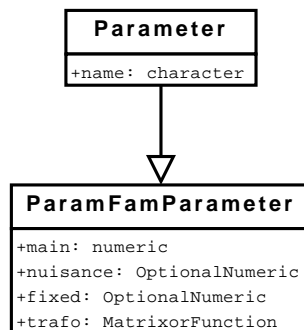 Parameter
+name: character
ParamFamParameter
+main: numeric
+nuisance: OptionalNumeric
+fixed: OptionalNumeric
+trafo: MatrixorFunction